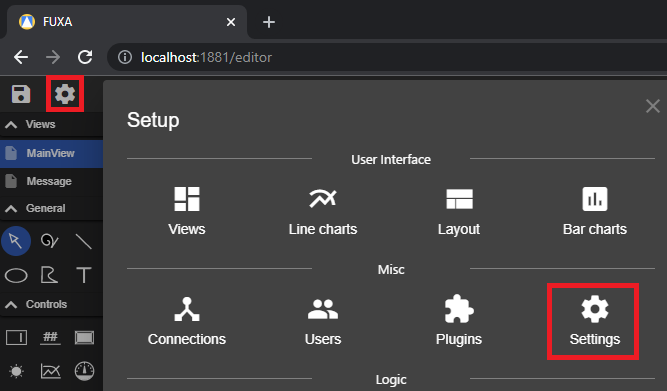 FUXA
localhost:1881/editor
Views
MainView
Message
General
T
Controls
##
Setup
User Interface
Views
Line charts
Layout
Bar charts
Misc
Connections
Users
Plugins
Settings
Logic